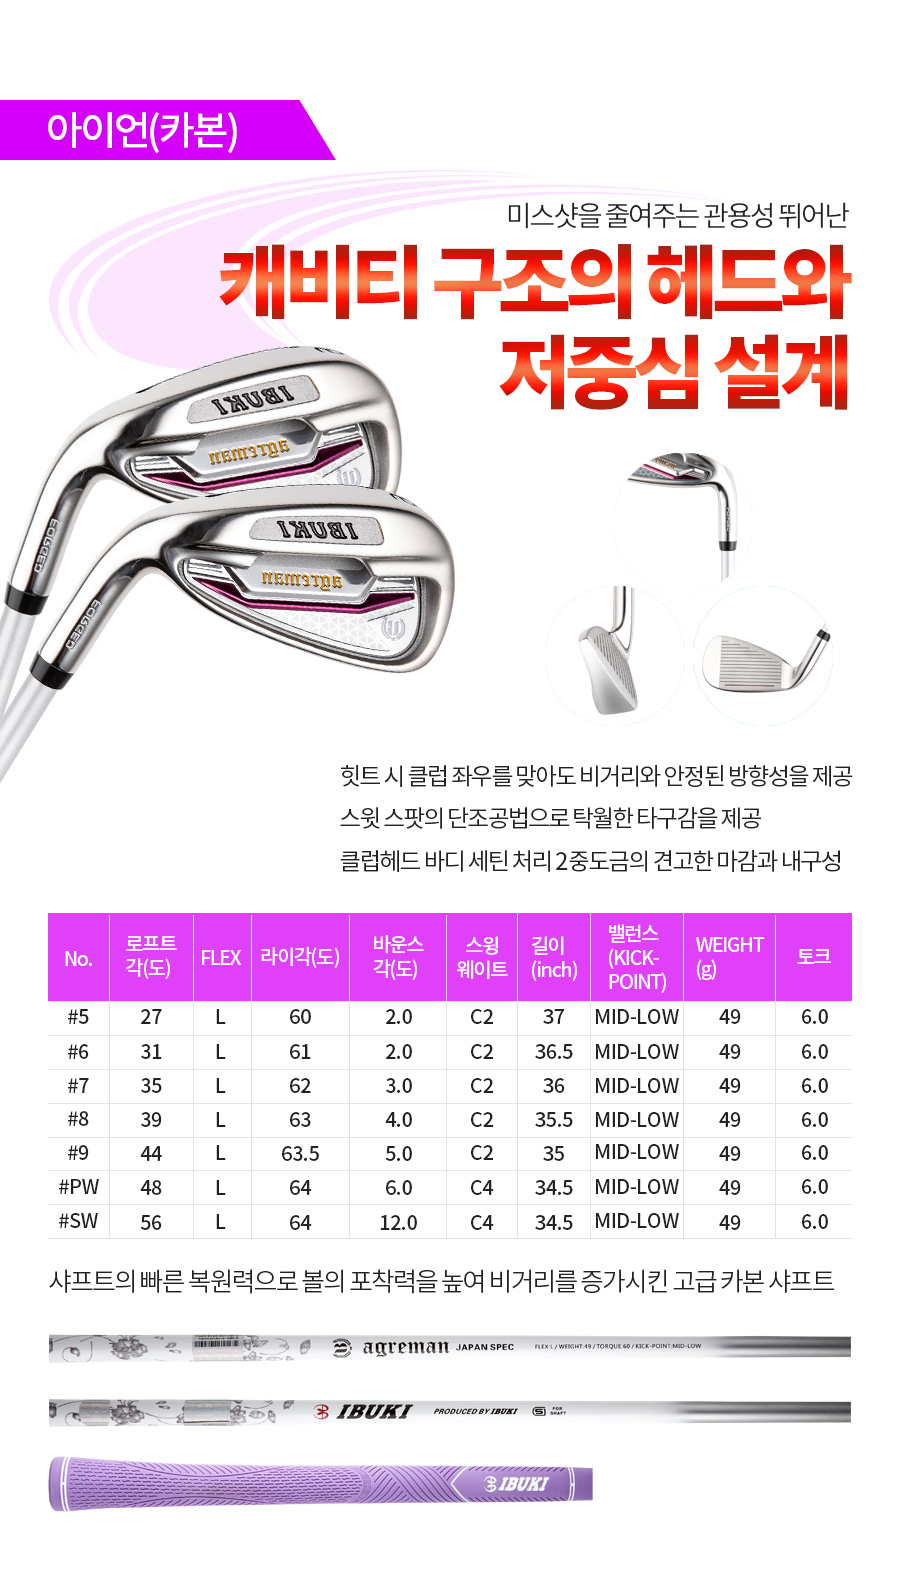 아이언(카본)
미스샷을 줄여주는 관용성 뛰어난
캐비티 구조의 헤드와
저중심 설계
IBUKI
agreman
FORGED
IBUKI
agreman
FORGED
힛트 시 클럽 좌우를 맞아도 비거리와 안정된 방향성을 제공
스윗 스팟의 단조공법으로 탁월한 타구감을 제공
클럽헤드 바디 세틴 처리 2중도금의 견고한 마감과 내구성
No. 로프트각(도) FLEX 라이각(도) 바운스각(도) 스윙웨이트 길이(inch) 밸런스(KICK-POINT) WEIGHT(g) 토크
#5 27 L 60 2.0 C2 37 MID-LOW 49 6.0
#6 31 L 61 2.0 C2 36.5 MID-LOW 49 6.0
#7 35 L 62 3.0 C2 36 MID-LOW 49 6.0
#8 39 L 63 4.0 C2 35.5 MID-LOW 49 6.0
#9 44 L 63.5 5.0 C2 35 MID-LOW 49 6.0
#PW 48 L 64 6.0 C4 34.5 MID-LOW 49 6.0
#SW 56 L 64 12.0 C4 34.5 MID-LOW 49 6.0
샤프트의 빠른 복원력으로 볼의 포착력을 높여 비거리를 증가시킨 고급 카본 샤프트
agreman JAPAN SPEC FLEX:L / WEIGHT:49 / TORQUE:60 / KICK-POINT:MID-LOW
IBUKI PRODUCED BY IBUKI S FOR SHAFT
IBUKI